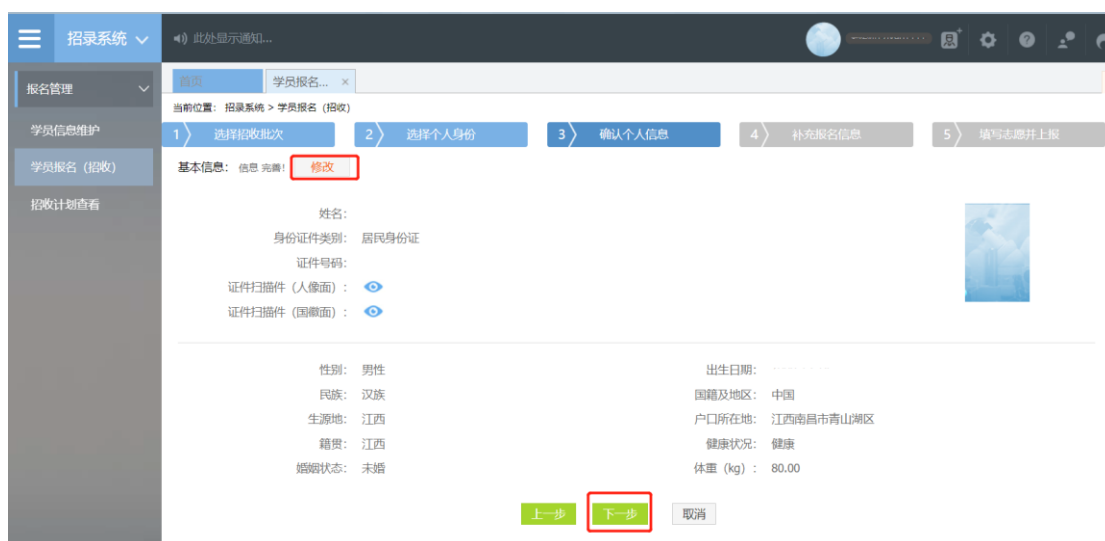 招录系统
此处显示通知...
报名管理
首页
学员报名... ×
当前位置： 招录系统 > 学员报名（招收）
学员信息维护
学员报名（招收）
招收计划查看
1 选择招收批次
2 选择个人身份
3 确认个人信息
4 补充报名信息
5 填写志愿并上报
基本信息： 信息 完善! 修改
姓名：
身份证件类别： 居民身份证
证件号码：
证件扫描件（人像面）：
证件扫描件（国徽面）：
性别： 男性 出生日期：
民族： 汉族 国籍及地区： 中国
生源地： 江西 户口所在地： 江西南昌市青山湖区
籍贯： 江西 健康状况： 健康
婚姻状态： 未婚 体重（kg）： 80.00
上一步 下一步 取消